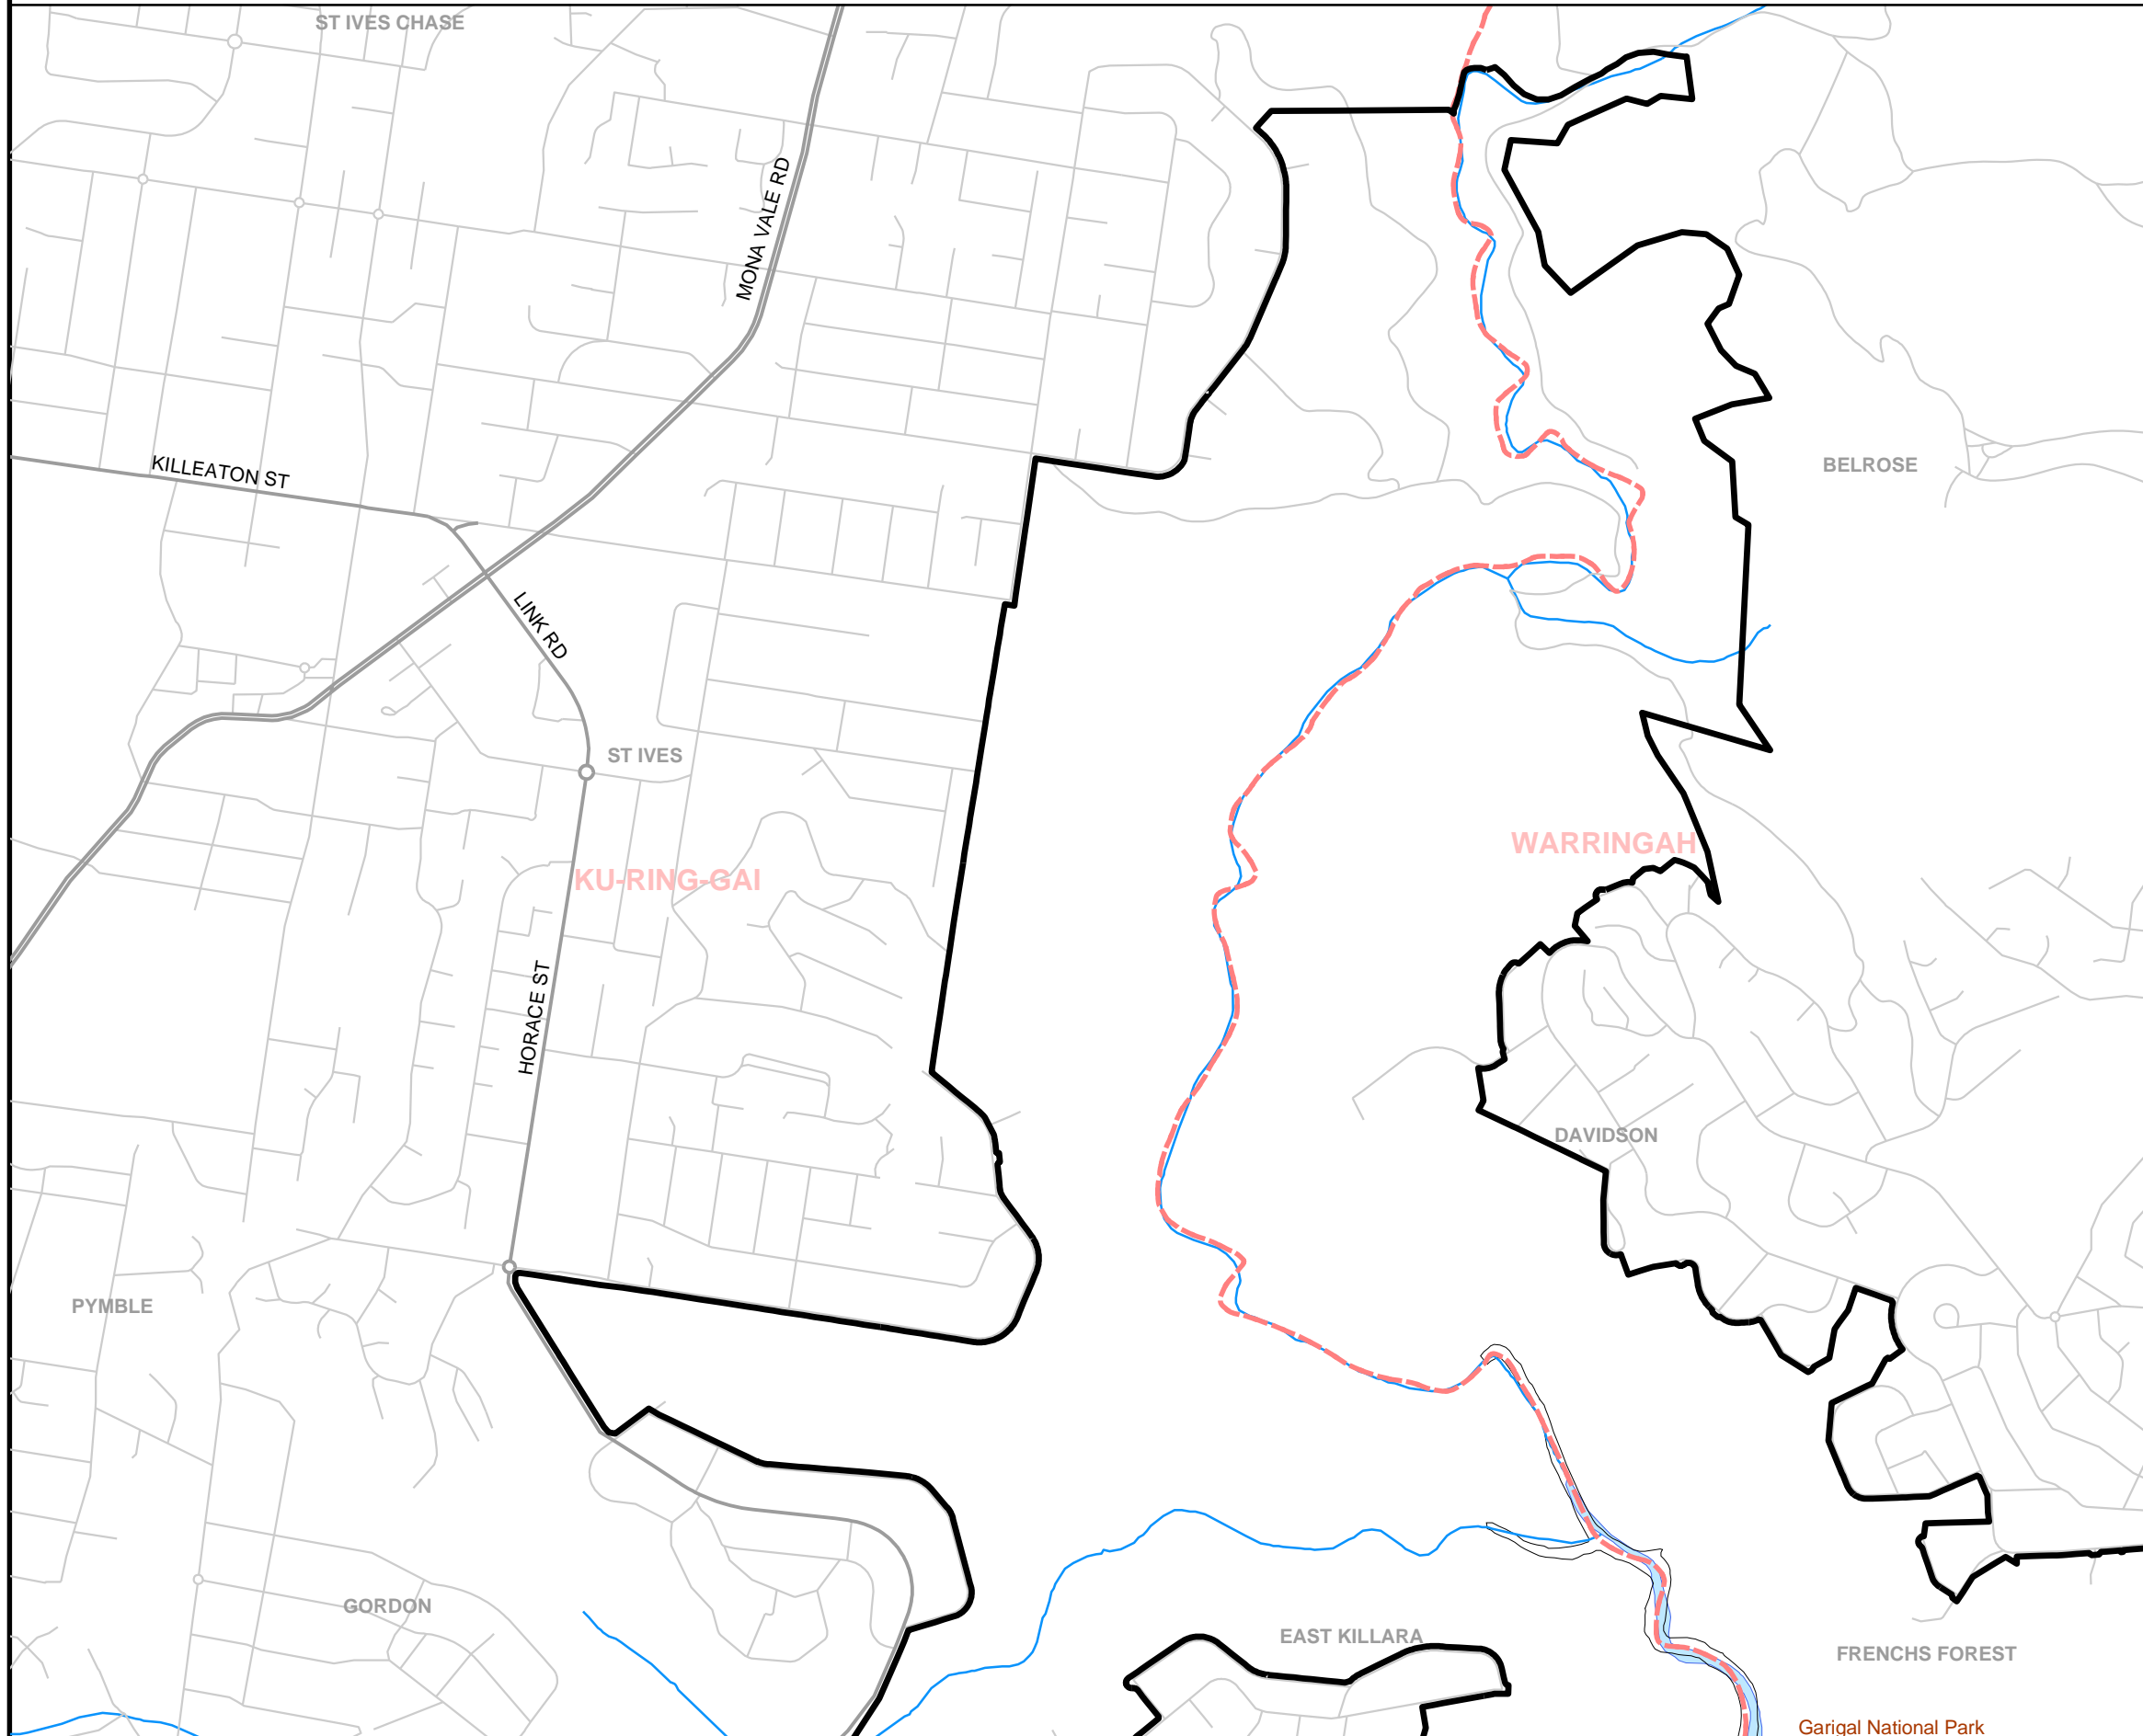 ST IVES CHASE
MONA VALE RD
KILLEATON ST
BELROSE
LINK RD
ST IVES
WARRINGAH
KU-RING-GAI
HORACE ST
DAVIDSON
PYMBLE
GORDON
EAST KILLARA
FRENCHS FOREST
Garigal National Park